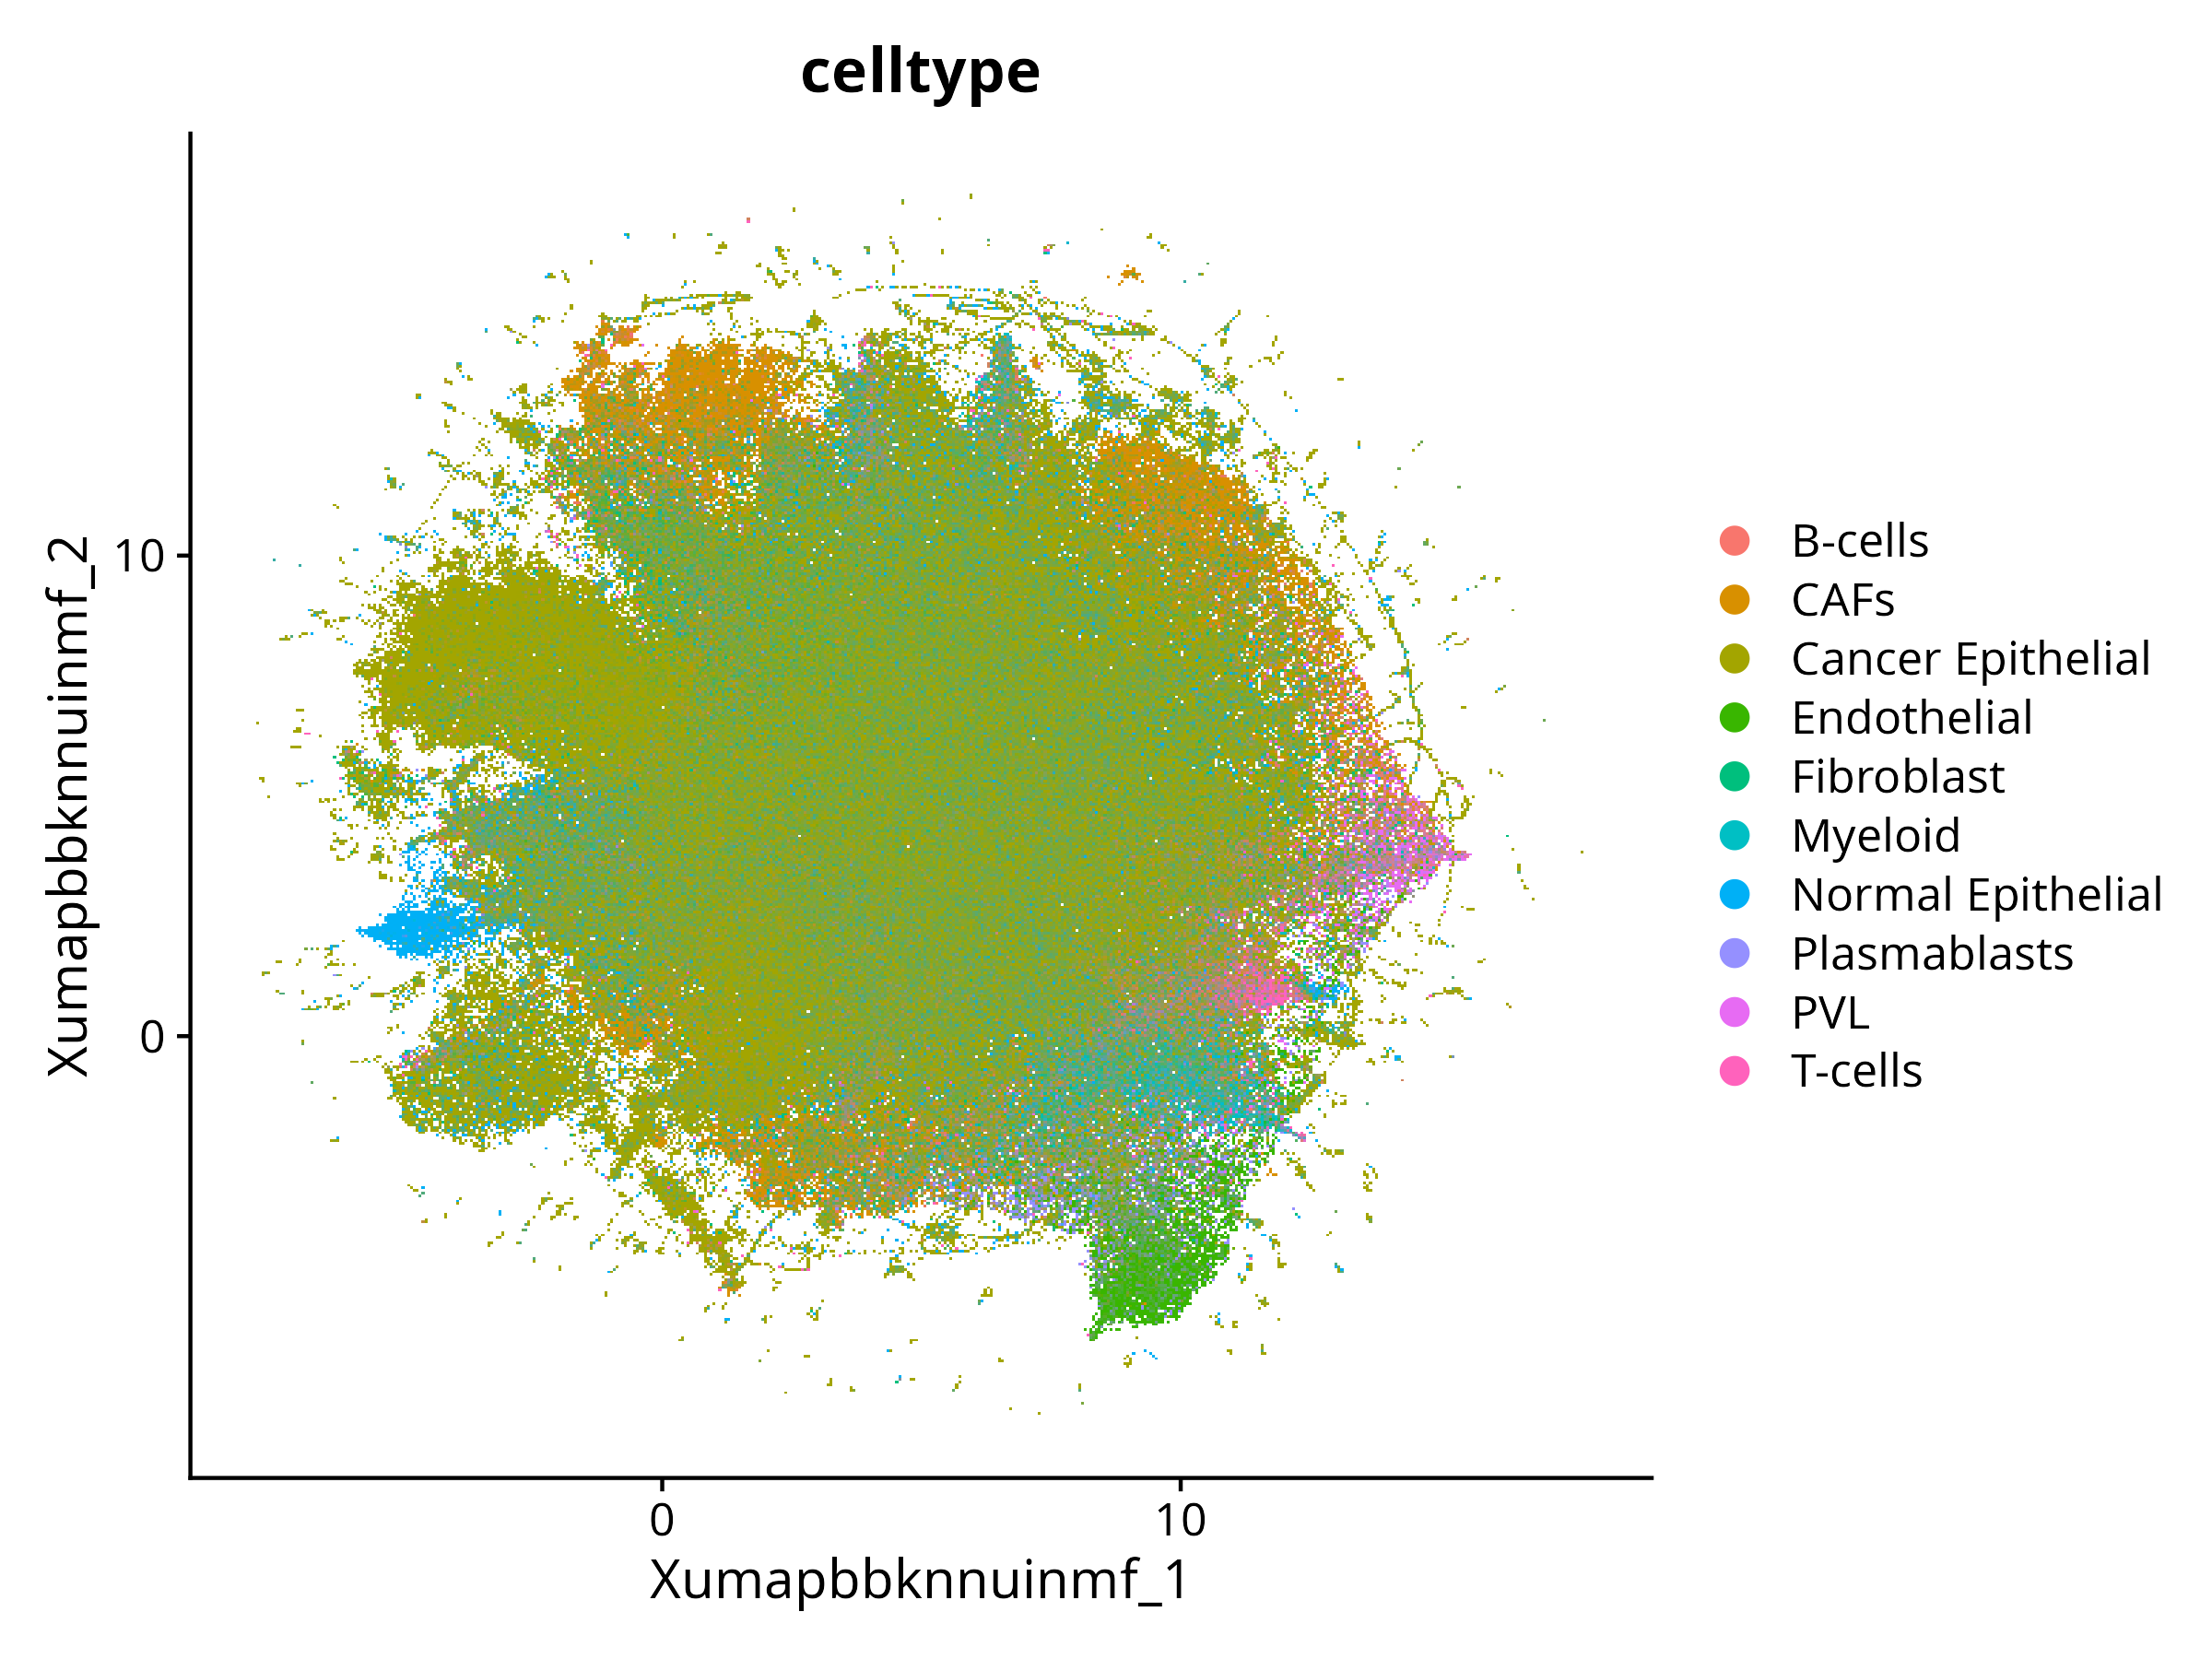 celltype
Xumapbbknnuinmf_2
10
0
0
10
Xumapbbknnuinmf_1
B-cells
CAFs
Cancer Epithelial
Endothelial
Fibroblast
Myeloid
Normal Epithelial
Plasmablasts
PVL
T-cells